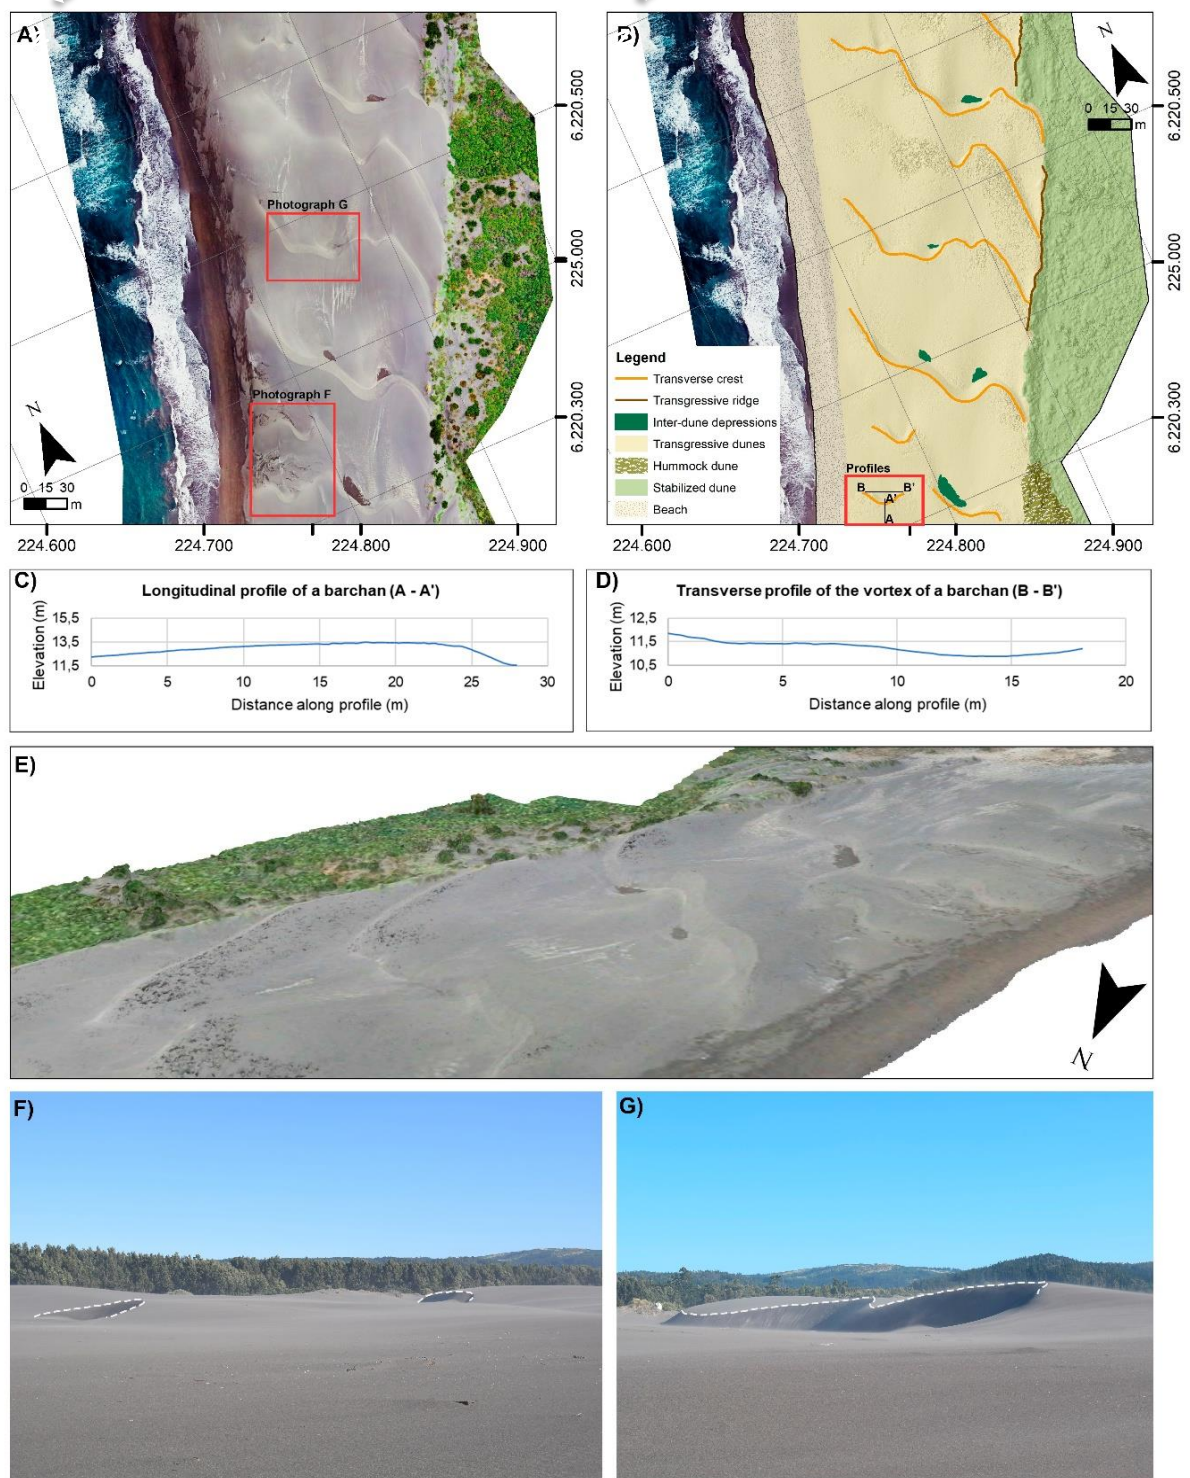 A)
Photograph G
Photograph F
N
0 15 30
m
6.220.500
225.000
6.220.300
224.600
224.700
224.800
224.900
B)
N
0 15 30
m
6.220.500
225.000
6.220.300
Legend
Transverse crest
Transgressive ridge
Inter-dune depressions
Transgressive dunes
Hummock dune
Stabilized dune
Beach
Profiles
B B'
A'
A
224.600
224.700
224.800
224.900
C)
Longitudinal profile of a barchan (A - A')
Elevation (m)
15,5
13,5
11,5
0 5 10 15 20 25 30
Distance along profile (m)
D)
Transverse profile of the vortex of a barchan (B - B')
Elevation (m)
12,5
11,5
10,5
0 5 10 15 20
Distance along profile (m)
E)
N
F)
G)